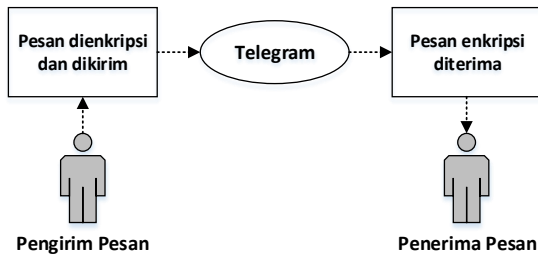 Pesan dienkripsi
dan dikirim
Telegram
Pesan enkripsi
diterima
Pengirim Pesan
Penerima Pesan